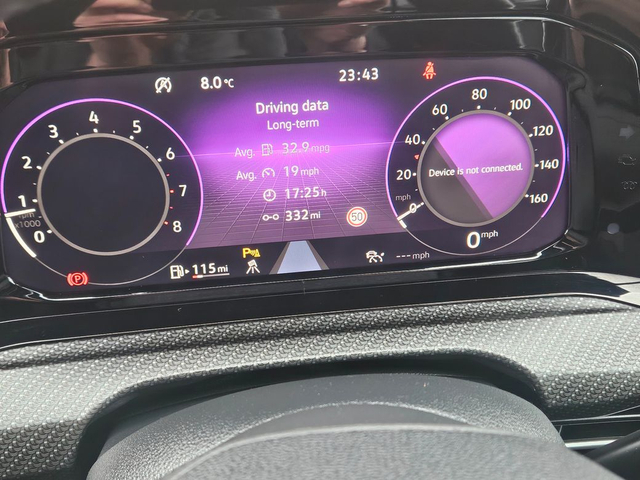 8.0 °C
23:43
Driving data
Long-term
Avg. 32.9 mpg
Avg. 19 mph
17:25 h
332 mi
50
0 1 2 3 4 5 6 7 8
x1000
0 20 40 60 80 100 120 140 160
mph
Device is not connected.
0 mph
P
115 mi
P
--- mph